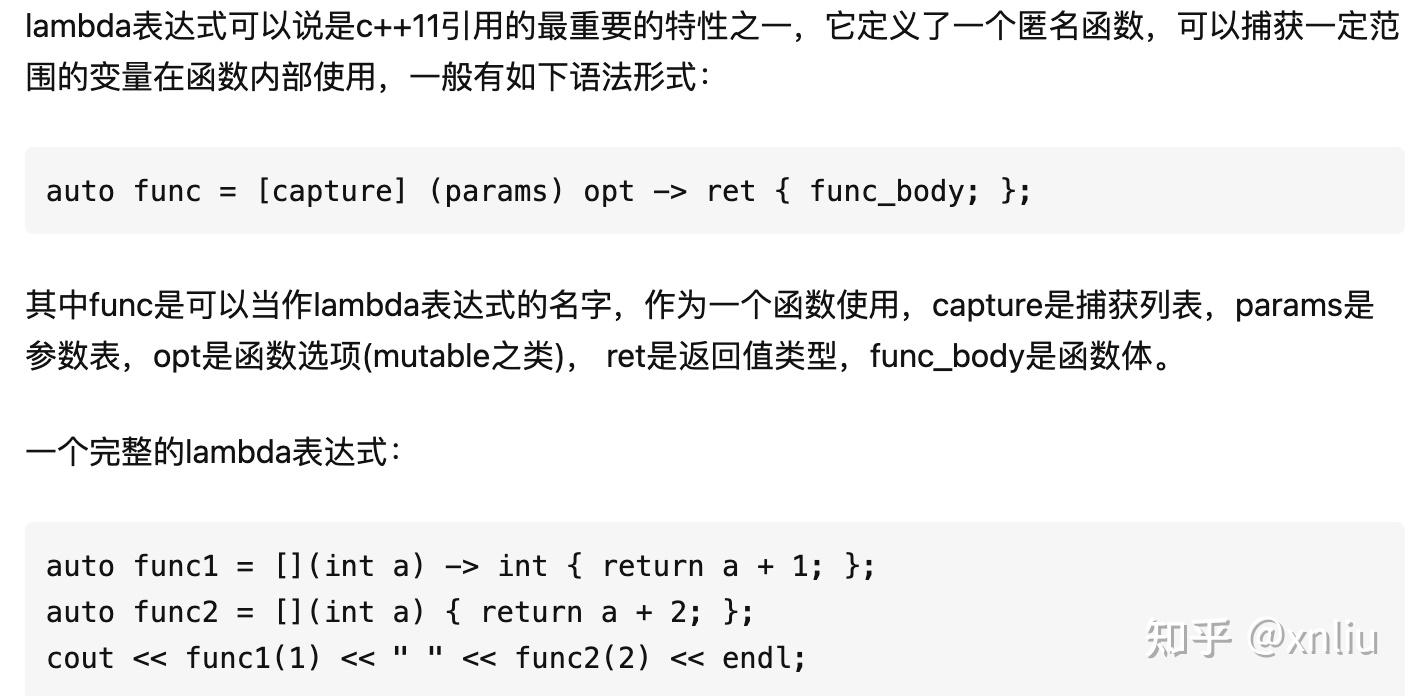 lambda表达式可以说是c++11引用的最重要的特性之一，它定义了一个匿名函数，可以捕获一定范
围的变量在函数内部使用，一般有如下语法形式：
auto func = [capture] (params) opt -> ret { func_body; };
其中func是可以当作lambda表达式的名字，作为一个函数使用，capture是捕获列表，params是
参数表，opt是函数选项(mutable之类)， ret是返回值类型，func_body是函数体。
一个完整的lambda表达式：
auto func1 = [](int a) -> int { return a + 1; };
auto func2 = [](int a) { return a + 2; };
cout << func1(1) << " " << func2(2) << endl;
知乎 @xnliu